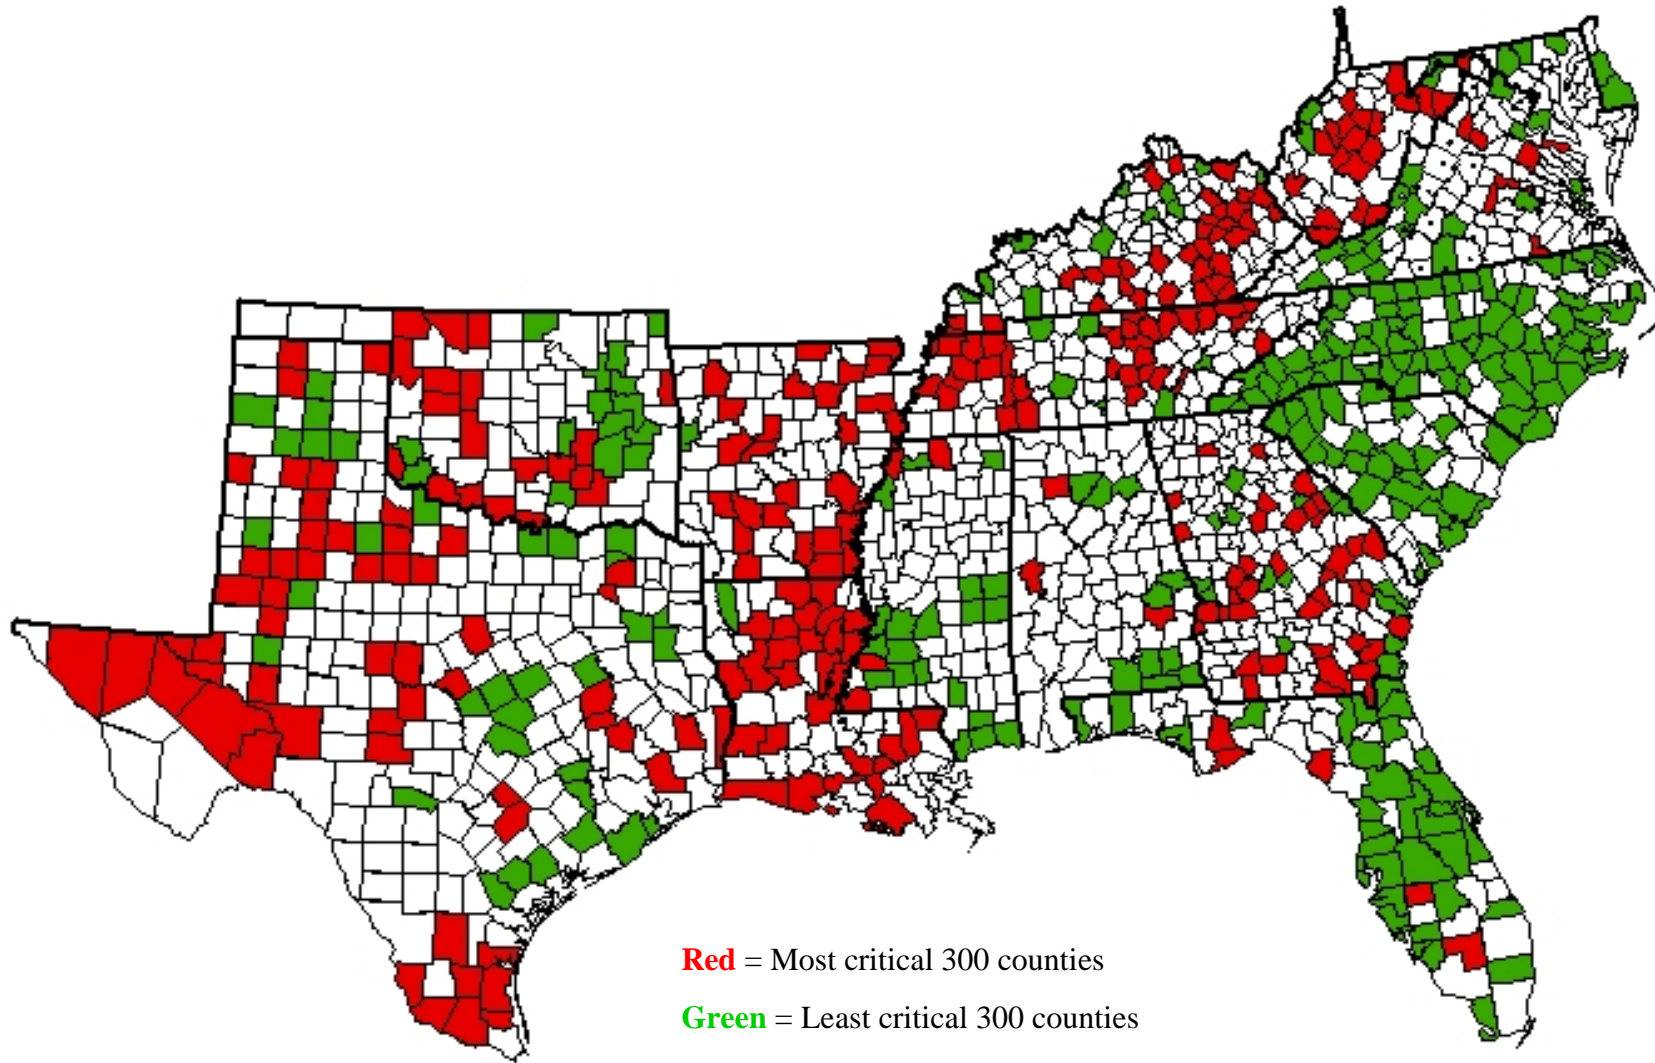 Red = Most critical 300 counties
Green = Least critical 300 counties